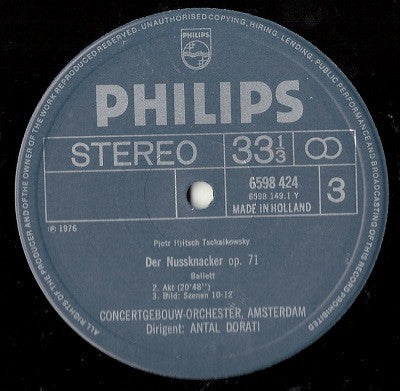 ALL RIGHTS OF THE PRODUCER AND OF THE OWNER OF THE WORK REPRODUCED RESERVED. UNAUTHORISED COPYING, HIRING, LENDING, PUBLIC PERFORMANCE AND BROADCASTING OF THIS RECORD PROHIBITED
PHILIPS
PHILIPS
STEREO
33 1/3
6598 424
6598 149.1 Y
MADE IN HOLLAND
3
℗ 1976
Pjotr Iljitsch Tschaikowsky
Der Nussknacker op. 71
Ballett
2. Akt (20'48")
3. Bild: Szenen 10-12
CONCERTGEBOUW-ORCHESTER, AMSTERDAM
Dirigent: ANTAL DORATI